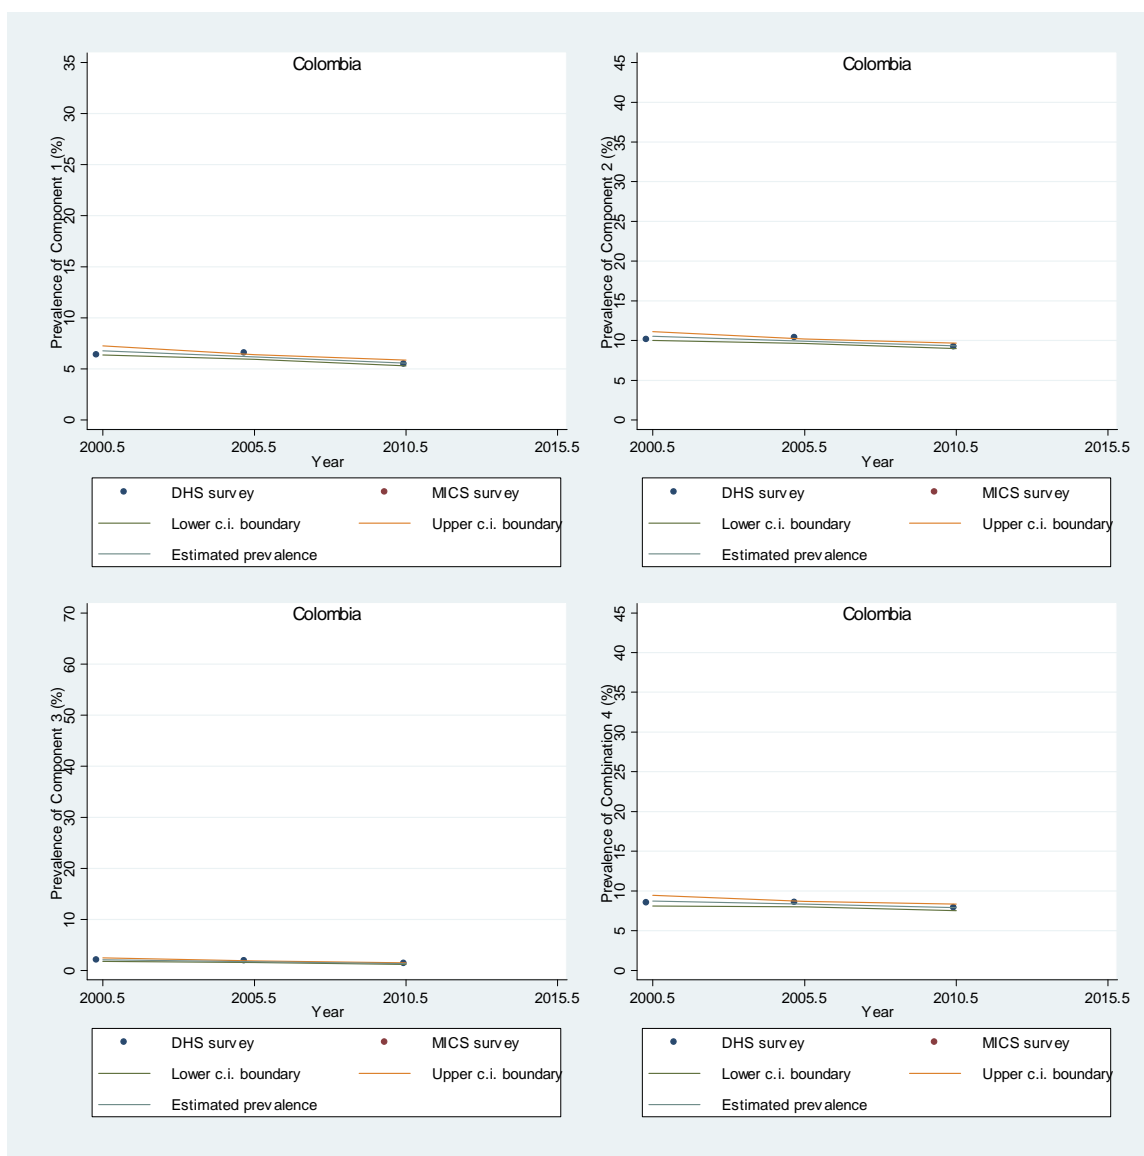 Colombia
Prevalence of Component 1 (%)
35
30
25
20
15
10
5
0
2000.5 2005.5 2010.5 2015.5
Year
DHS survey MICS survey
Lower c.i. boundary Upper c.i. boundary
Estimated prevalence
Colombia
Prevalence of Component 2 (%)
45
40
35
30
25
20
15
10
5
0
2000.5 2005.5 2010.5 2015.5
Year
DHS survey MICS survey
Lower c.i. boundary Upper c.i. boundary
Estimated prevalence
Colombia
Prevalence of Component 3 (%)
70
60
50
40
30
20
10
0
2000.5 2005.5 2010.5 2015.5
Year
DHS survey MICS survey
Lower c.i. boundary Upper c.i. boundary
Estimated prevalence
Colombia
Prevalence of Combination 4 (%)
45
40
35
30
25
20
15
10
5
0
2000.5 2005.5 2010.5 2015.5
Year
DHS survey MICS survey
Lower c.i. boundary Upper c.i. boundary
Estimated prevalence